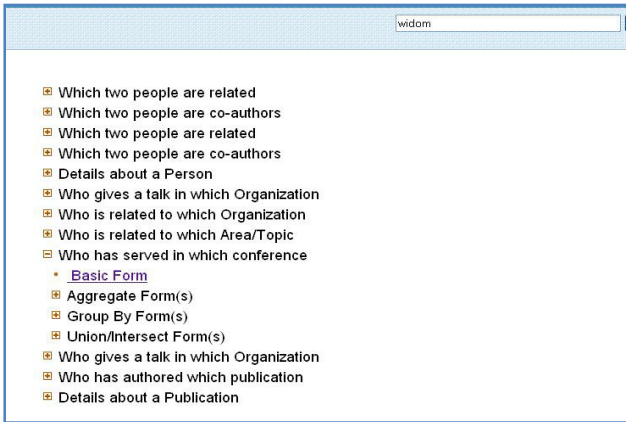 widom
Which two people are related
Which two people are co-authors
Which two people are related
Which two people are co-authors
Details about a Person
Who gives a talk in which Organization
Who is related to which Organization
Who is related to which Area/Topic
Who has served in which conference
Basic Form
Aggregate Form(s)
Group By Form(s)
Union/Intersect Form(s)
Who gives a talk in which Organization
Who has authored which publication
Details about a Publication